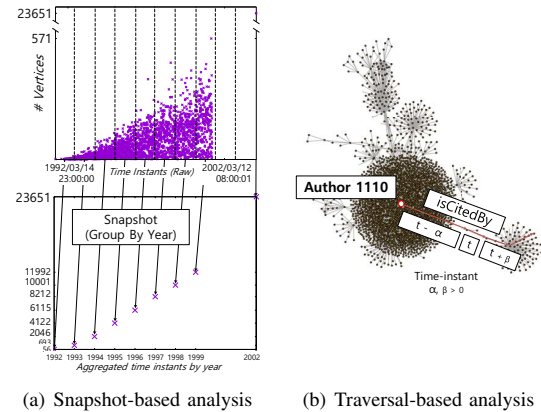 23651
571
# Vertices
1992/03/14
23:00:00
Time Instants (Raw)
2002/03/12
08:00:01
23651
Snapshot
(Group By Year)
11992
10001
8212
6115
4122
2046
693
56
1992 1993 1994 1995 1996 1997 1998 1999 2002
Aggregated time instants by year
(a) Snapshot-based analysis
Author 1110
isCitedBy
t - α
t
t + β
Time-instant
α, β > 0
(b) Traversal-based analysis